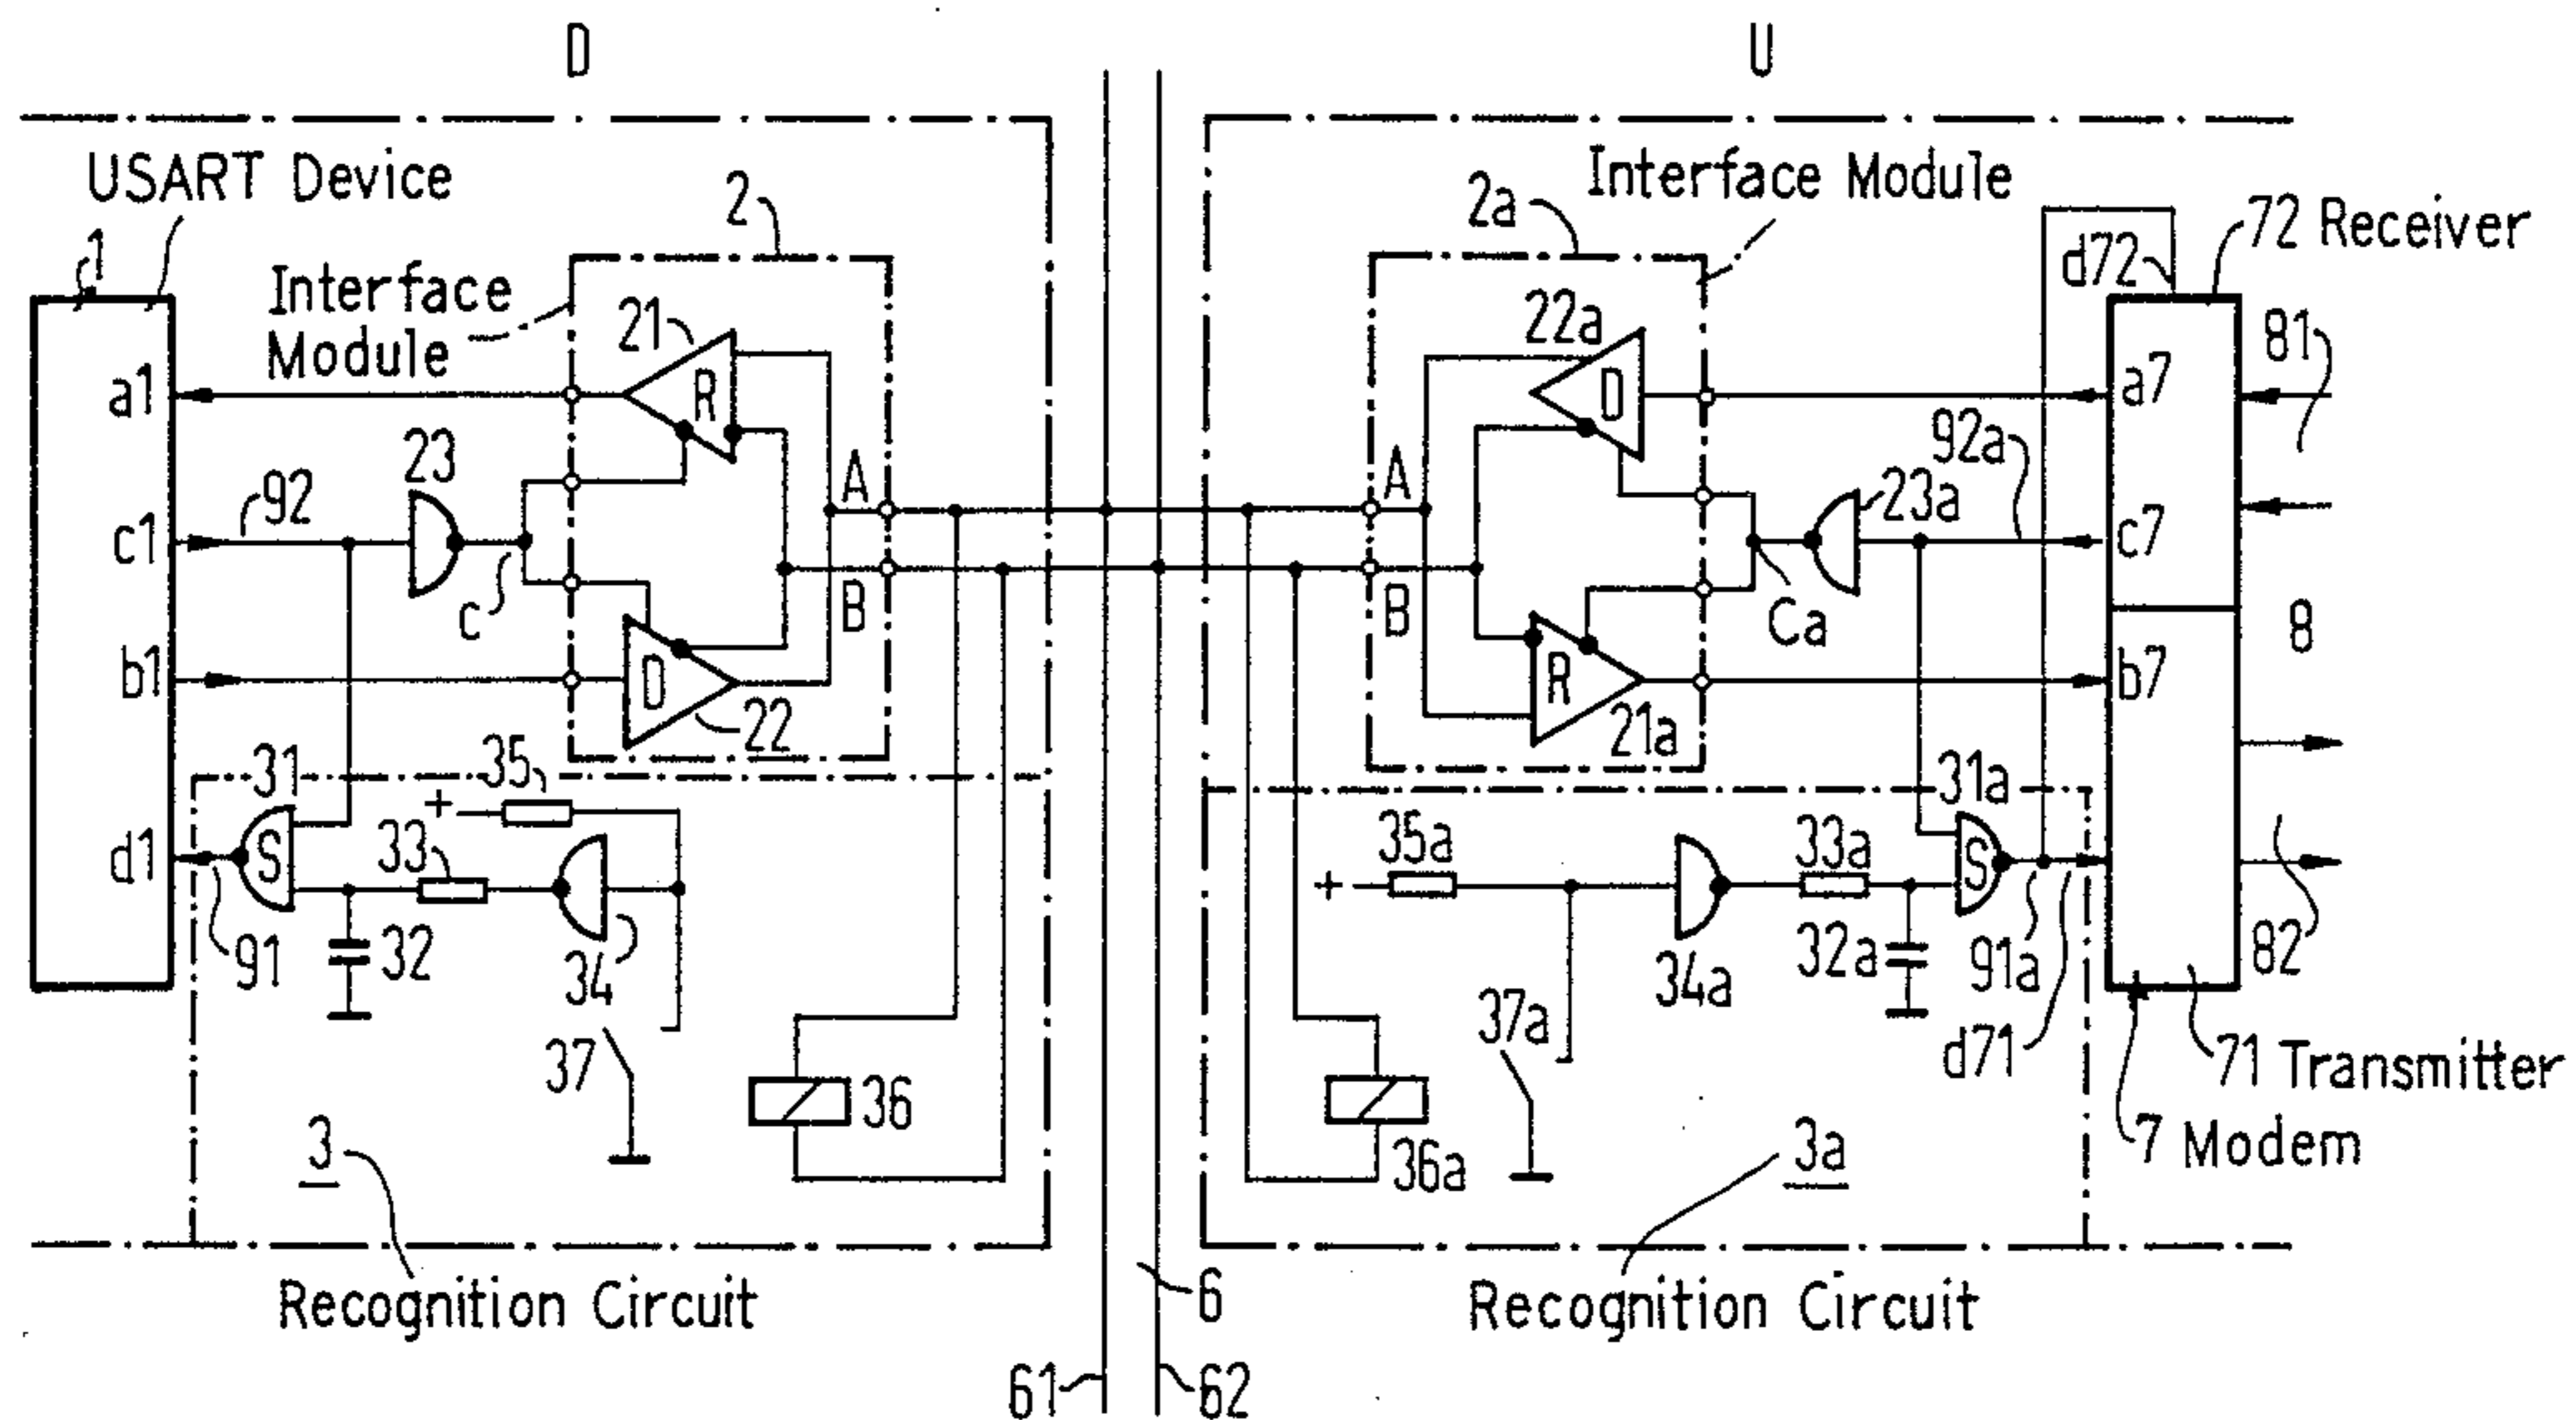 D
U
USART Device
1
Interface Module
2
21
R
a1
23
92
c1
c
A
B
b1
D
22
31
35
+
S
33
d1
91
32
34
37
36
3
Recognition Circuit
61
62
6
Interface Module
2a
72 Receiver
d72
22a
D
81
a7
92a
23a
A
B
c7
Ca
8
R
b7
21a
31a
35a
33a
+
S
34a
32a
91a
82
37a
d71
71 Transmitter
7 Modem
36a
3a
Recognition Circuit